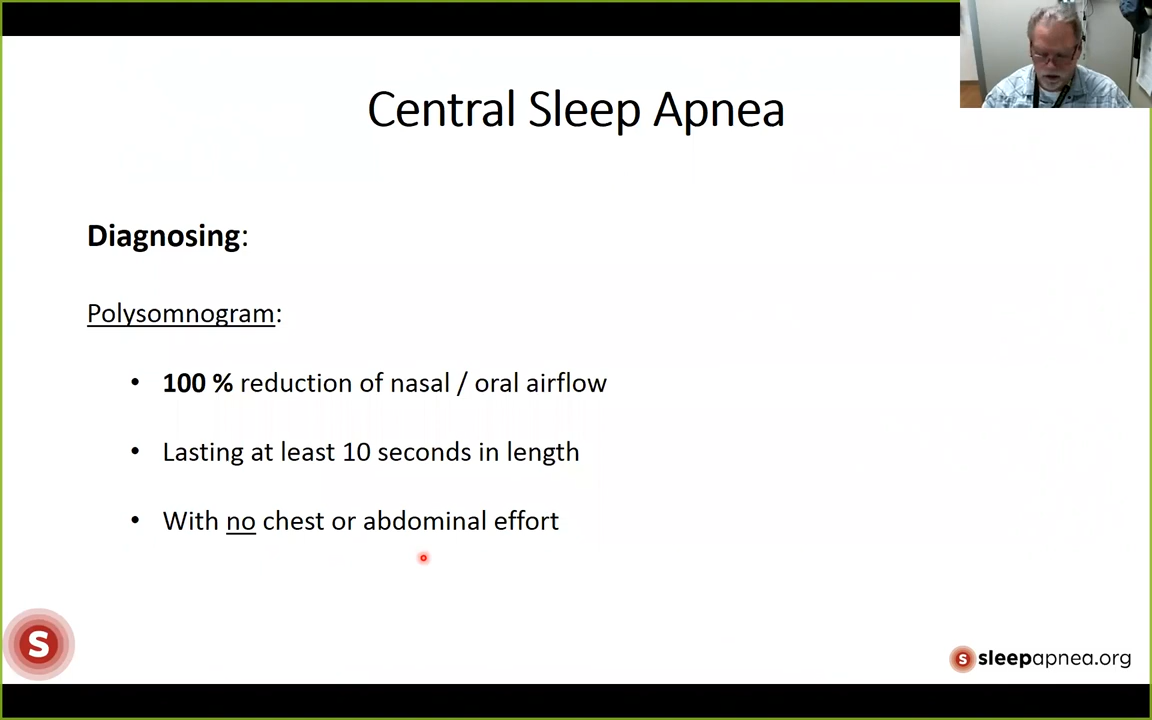 Central Sleep Apnea
Diagnosing:
Polysomnogram:
• 100 % reduction of nasal / oral airflow
• Lasting at least 10 seconds in length
• With no chest or abdominal effort
S
S sleepapnea.org